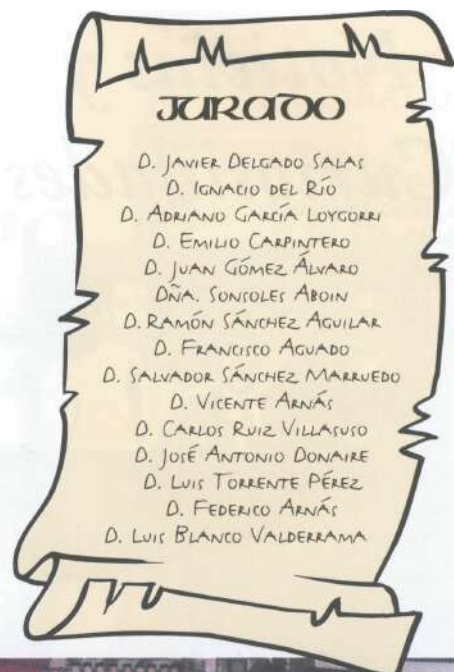 JURADO
D. JAVIER DELGADO SALAS
D. IGNACIO DEL RÍO
D. ADRIANO GARCÍA LOYGORRI
D. EMILIO CARPINTERO
D. JUAN GÓMEZ ÁLVARO
DÑA. SONSOLES ABOIN
D. RAMÓN SÁNCHEZ AGUILAR
D. FRANCISCO AGUADO
D. SALVADOR SÁNCHEZ MARRUEDO
D. VICENTE ARNÁS
D. CARLOS RUIZ VILLASUSO
D. JOSÉ ANTONIO DONAIRE
D. LUIS TORRENTE PÉREZ
D. FEDERICO ARNÁS
D. LUIS BLANCO VALDERRAMA